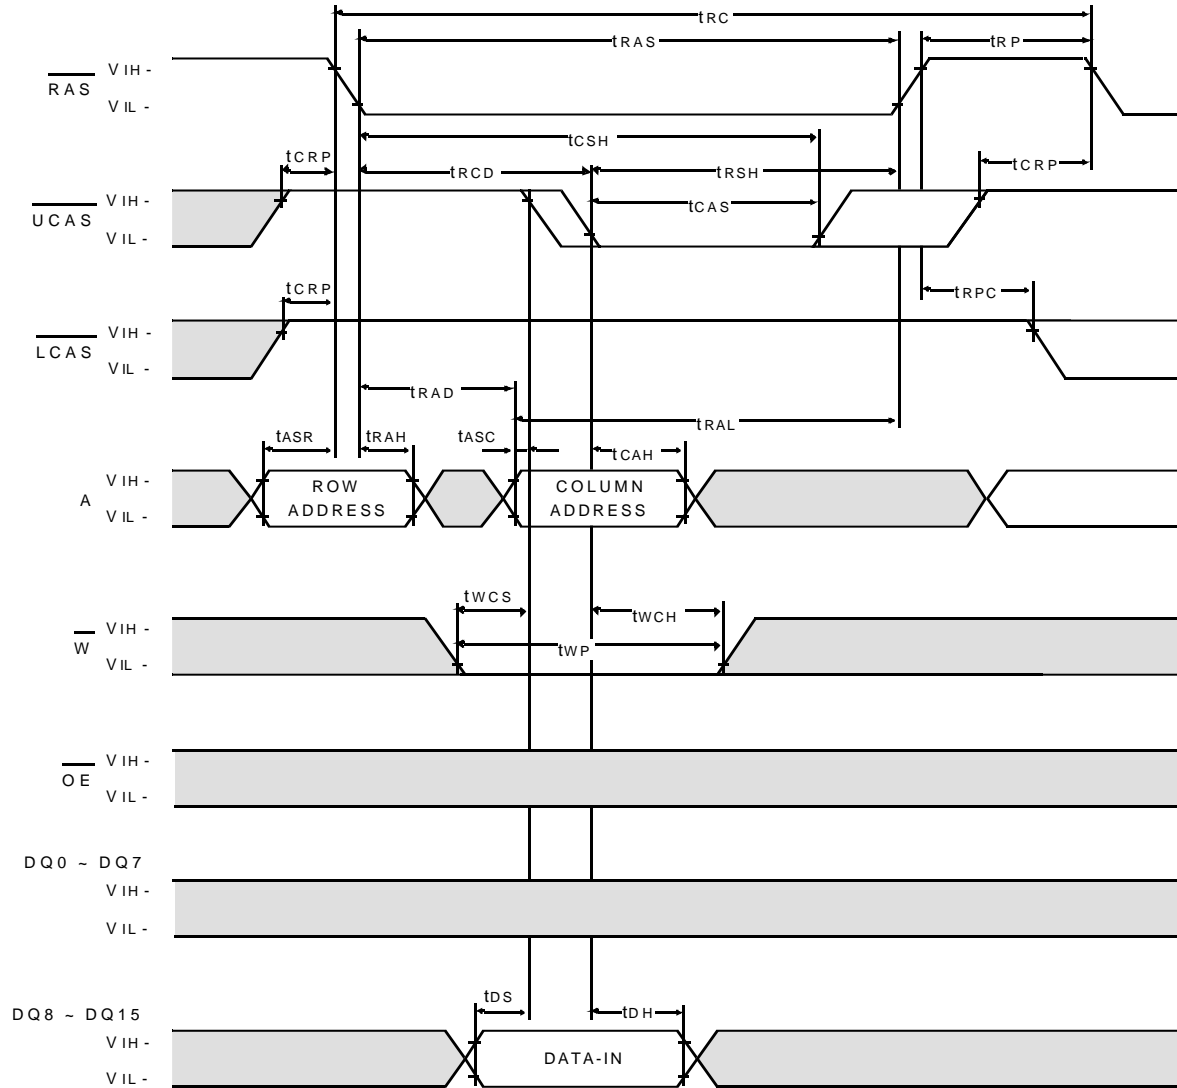 tRC
tRAS
tRP
RAS
VIH -
VIL -
tCSH
tCRP
tRCD
tRSH
tCRP
UCAS
VIH -
tCAS
VIL -
tCRP
tRPC
LCAS
VIH -
VIL -
tRAD
tRAL
tASR
tRAH
tASC
tCAH
A
VIH -
VIL -
ROW
ADDRESS
COLUMN
ADDRESS
tWCS
tWCH
W
VIH -
tWP
VIL -
OE
VIH -
VIL -
DQ0 ~ DQ7
VIH -
VIL -
tDS
tDH
DQ8 ~ DQ15
VIH -
DATA-IN
VIL -